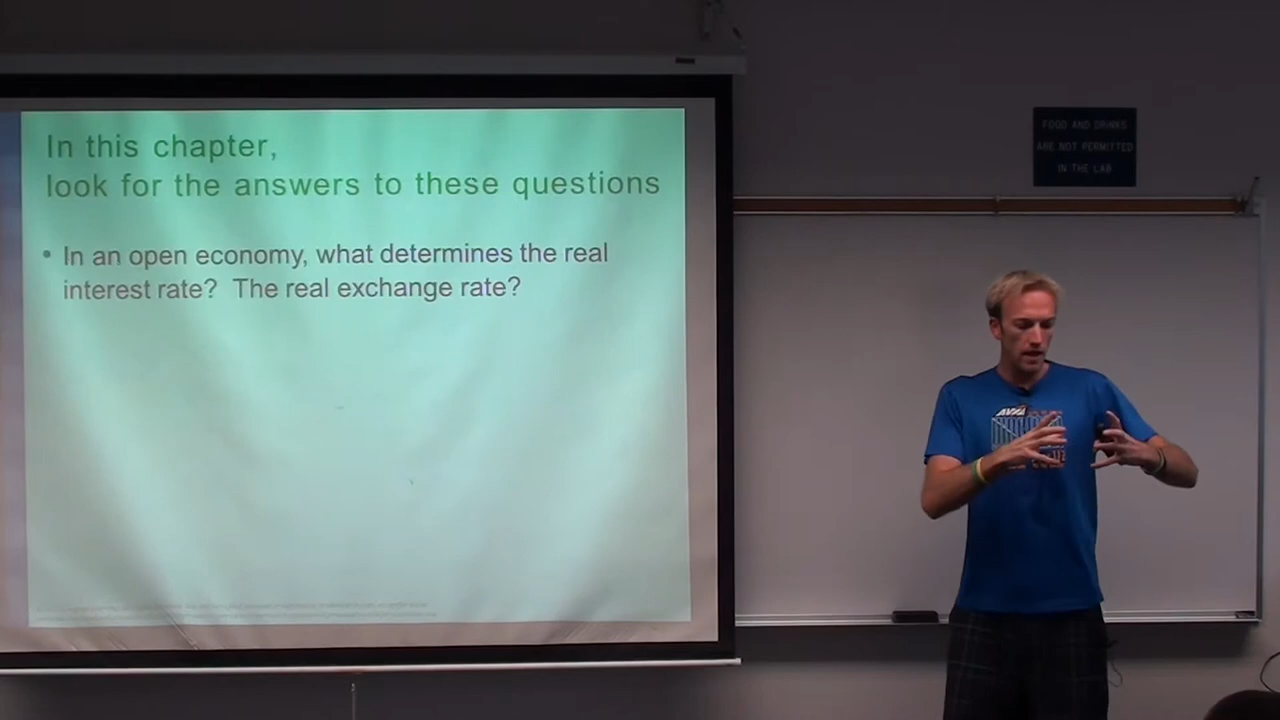 In this chapter,
look for the answers to these questions
• In an open economy, what determines the real
interest rate? The real exchange rate?
FOOD AND DRINKS
ARE NOT PERMITTED
IN THE LAB